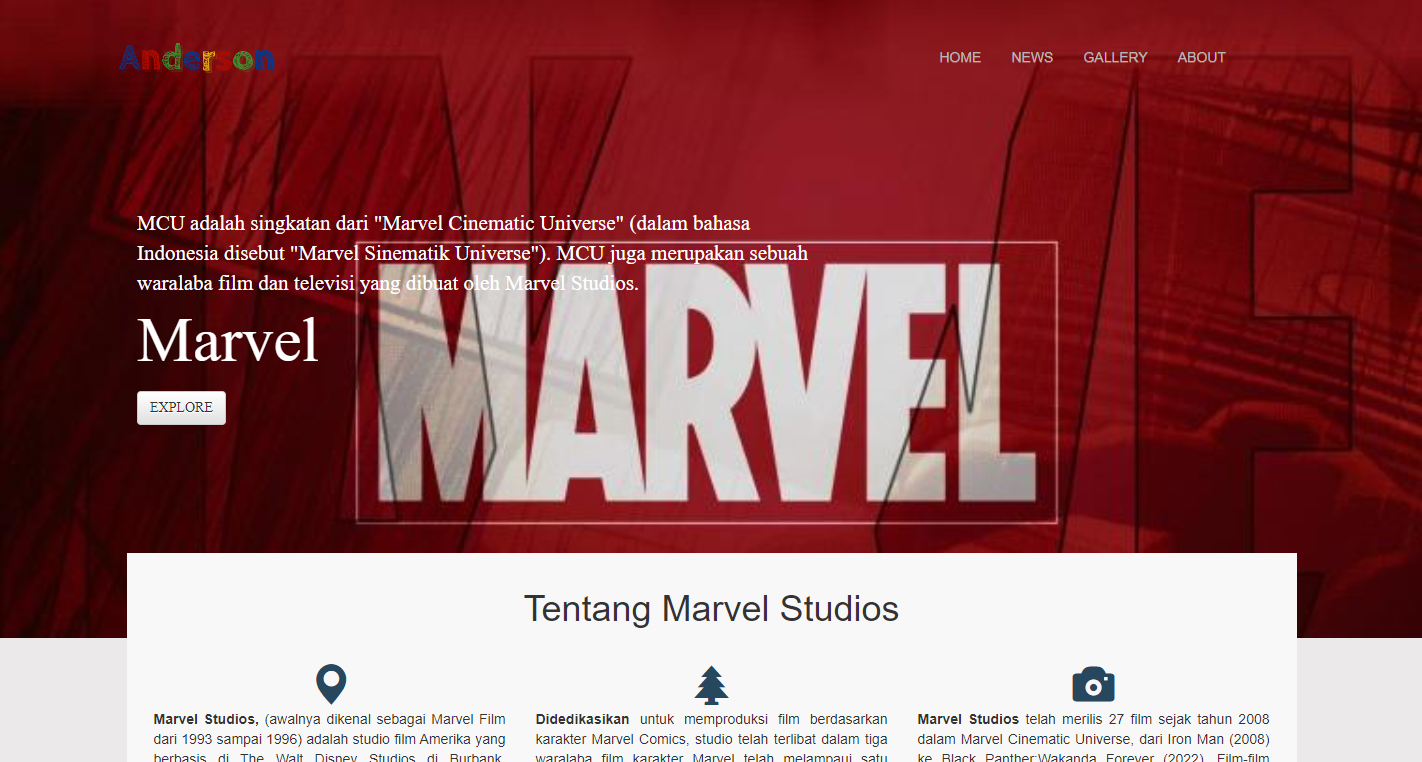 Anderson
HOME NEWS GALLERY ABOUT
MCU adalah singkatan dari "Marvel Cinematic Universe" (dalam bahasa
Indonesia disebut "Marvel Sinematik Universe"). MCU juga merupakan sebuah
waralaba film dan televisi yang dibuat oleh Marvel Studios.
Marvel
EXPLORE
MARVEL
Tentang Marvel Studios
Marvel Studios, (awalnya dikenal sebagai Marvel Film
dari 1993 sampai 1996) adalah studio film Amerika yang
berbasis di The Walt Disney Studios di Burbank,
Didedikasikan untuk memproduksi film berdasarkan
karakter Marvel Comics, studio telah terlibat dalam tiga
waralaba film karakter Marvel telah melampaui satu
Marvel Studios telah merilis 27 film sejak tahun 2008
dalam Marvel Cinematic Universe, dari Iron Man (2008)
ke Black Panther:Wakanda Forever (2022). Film-film